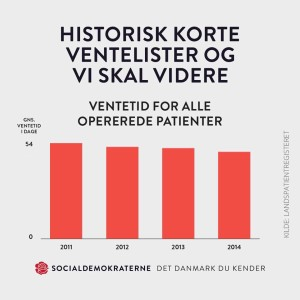 HISTORISK KORTE
VENTELISTER OG
VI SKAL VIDERE
VENTETID FOR ALLE
OPEREREDE PATIENTER
GNS.
VENTETID
I DAGE
54
0
2011 2012 2013 2014
KILDE: LANDSPATIENTREGISTERET
SOCIALDEMOKRATERNE DET DANMARK DU KENDER